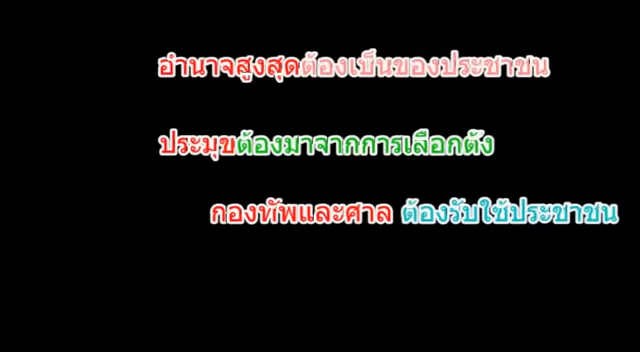 อำนาจสูงสุดต้องเป็นของประชาชน
ประมุขต้องมาจากการเลือกตั้ง
กองทัพและศาล ต้องรับใช้ประชาชน